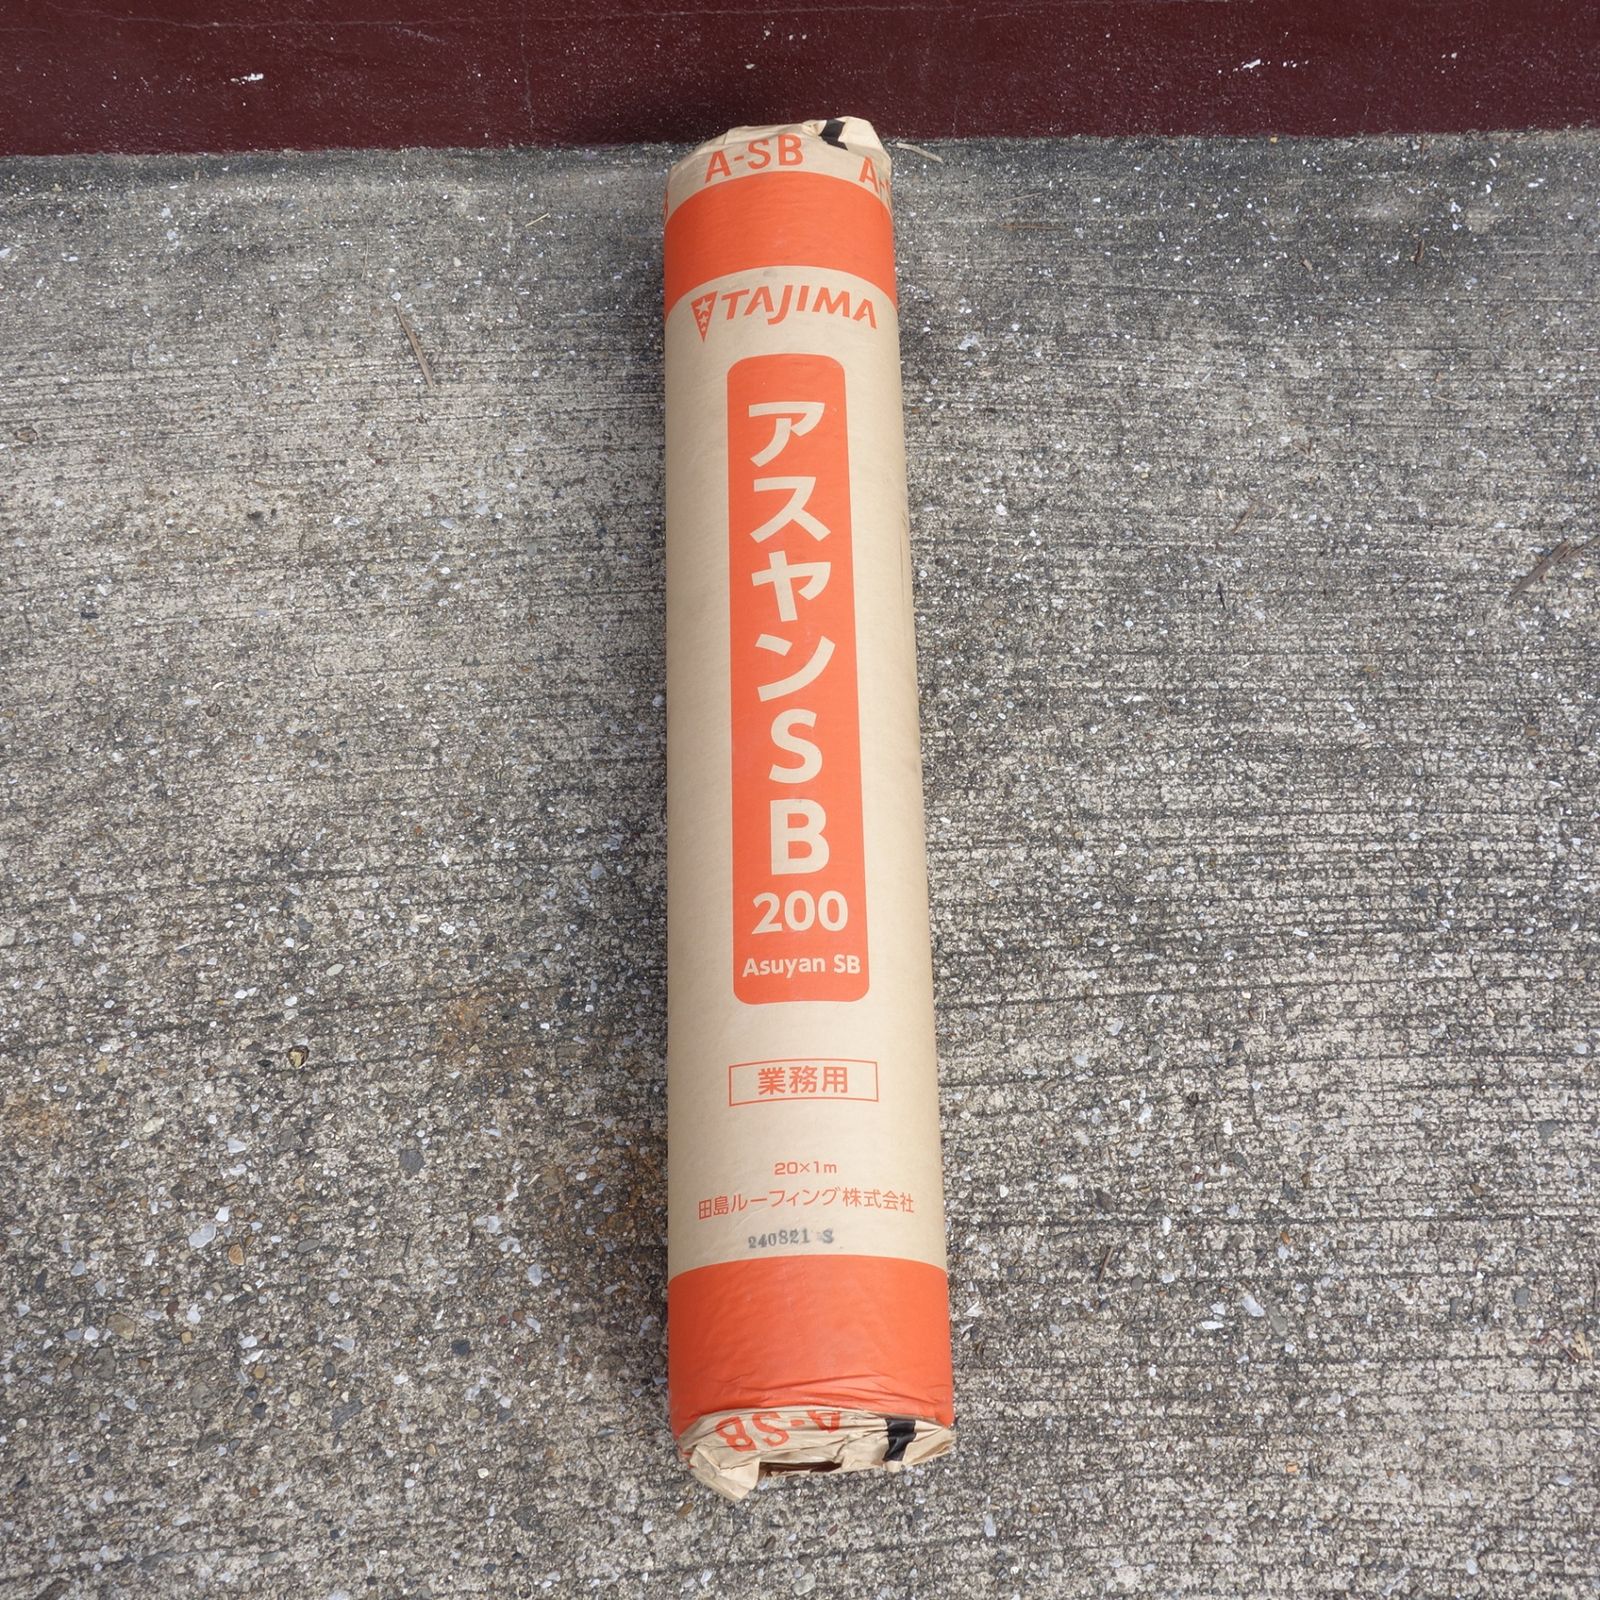 A-SB
A-
TAJIMA
アスヤンSB
200
Asuyan SB
業務用
20×1m
田島ルーフィング株式会社
240821 S
A-SB